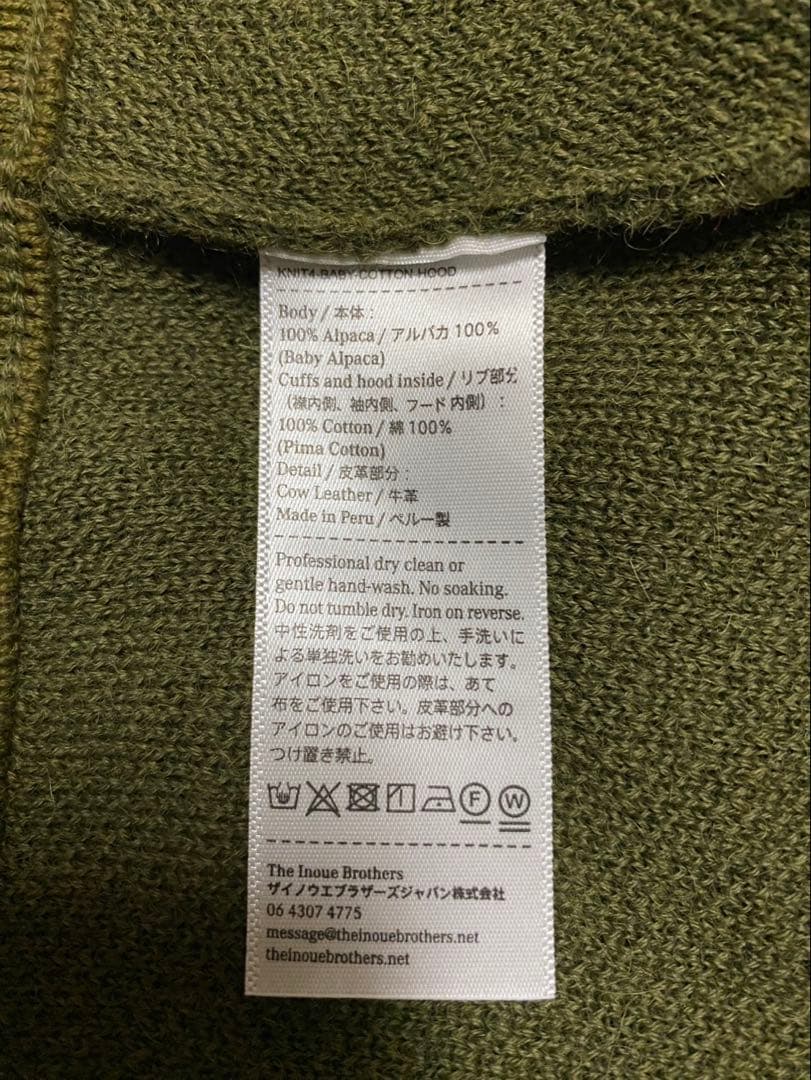 KNIT4-BABY COTTON HOOD
Body / 本体 :
100% Alpaca / アルパカ 100%
(Baby Alpaca)
Cuffs and hood inside / リブ部分
（襟内側、袖内側、フード 内側）:
100% Cotton / 綿 100%
(Pima Cotton)
Detail / 皮革部分 :
Cow Leather / 牛革
Made in Peru / ペルー製
Professional dry clean or
gentle hand-wash. No soaking.
Do not tumble dry. Iron on reverse.
中性洗剤をご使用の上、手洗いに
よる単独洗いをお勧めいたします。
アイロンをご使用の際は、あて
布をご使用下さい。皮革部分への
アイロンのご使用はお避け下さい。
つけ置き禁止。
F W
The Inoue Brothers
ザイノウエブラザーズジャパン株式会社
06 4307 4775
message@theinouebrothers.net
theinouebrothers.net